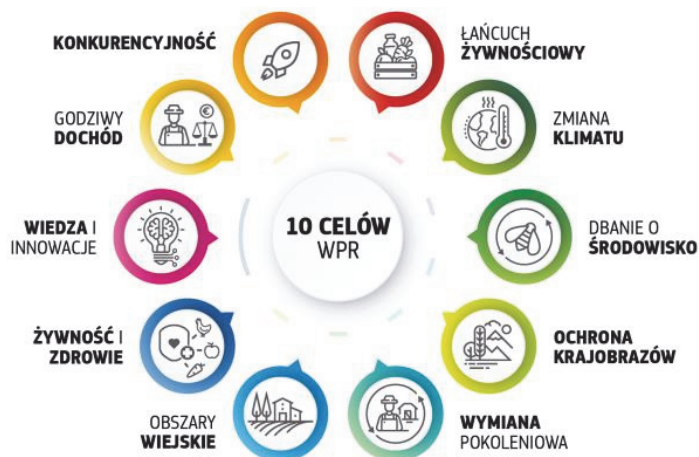 KONKURENCYJNOŚĆ
ŁAŃCUCH
ŻYWNOŚCIOWY
GODZIWY
DOCHÓD
ZMIANA
KLIMATU
WIEDZA I
INNOWACJE
10 CELÓW
WPR
DBANIE O
ŚRODOWISKO
ŻYWNOŚĆ I
ZDROWIE
OCHRONA
KRAJOBRAZÓW
OBSZARY
WIEJSKIE
WYMIANA
POKOLENIOWA